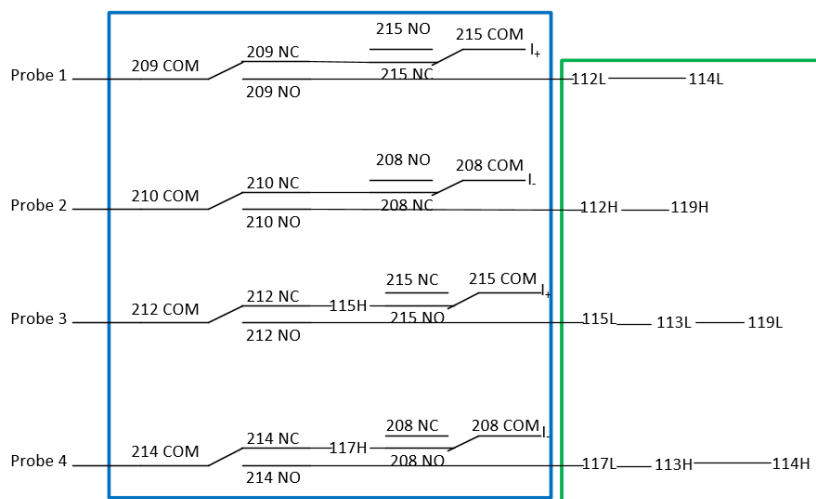 215 NO 215 COM
209 NC I+
209 COM
Probe 1 215 NC 112L 114L
209 NO
208 NO 208 COM
210 NC I-
210 COM
Probe 2 208 NC 112H 119H
210 NO
215 NC 215 COM
212 NC 115H I+
212 COM
Probe 3 215 NO 115L 113L 119L
212 NO
208 NC 208 COM
214 NC 117H I-
214 COM
Probe 4 208 NO 117L 113H 114H
214 NO